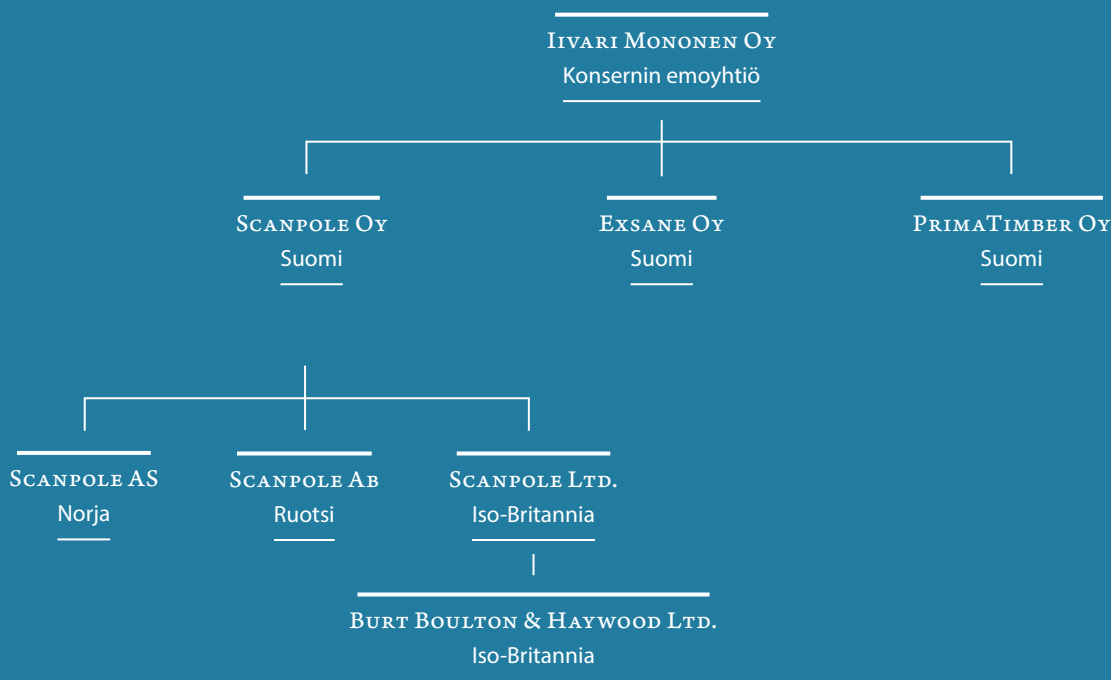 Iivari Mononen Oy
Konsernin emoyhtiö
Scanpole Oy
Suomi
Exsane Oy
Suomi
PrimaTimber Oy
Suomi
Scanpole AS
Norja
Scanpole Ab
Ruotsi
Scanpole Ltd.
Iso-Britannia
Burt Boulton & Haywood Ltd.
Iso-Britannia